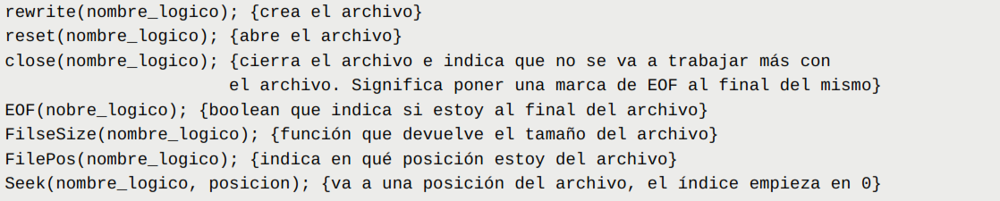 rewrite(nombre_logico); {crea el archivo}
reset(nombre_logico); {abre el archivo}
close(nombre_logico); {cierra el archivo e indica que no se va a trabajar más con
el archivo. Significa poner una marca de EOF al final del mismo}
EOF(nobre_logico); {boolean que indica si estoy al final del archivo}
FilseSize(nombre_logico); {función que devuelve el tamaño del archivo}
FilePos(nombre_logico); {indica en qué posición estoy del archivo}
Seek(nombre_logico, posicion); {va a una posición del archivo, el índice empieza en 0}